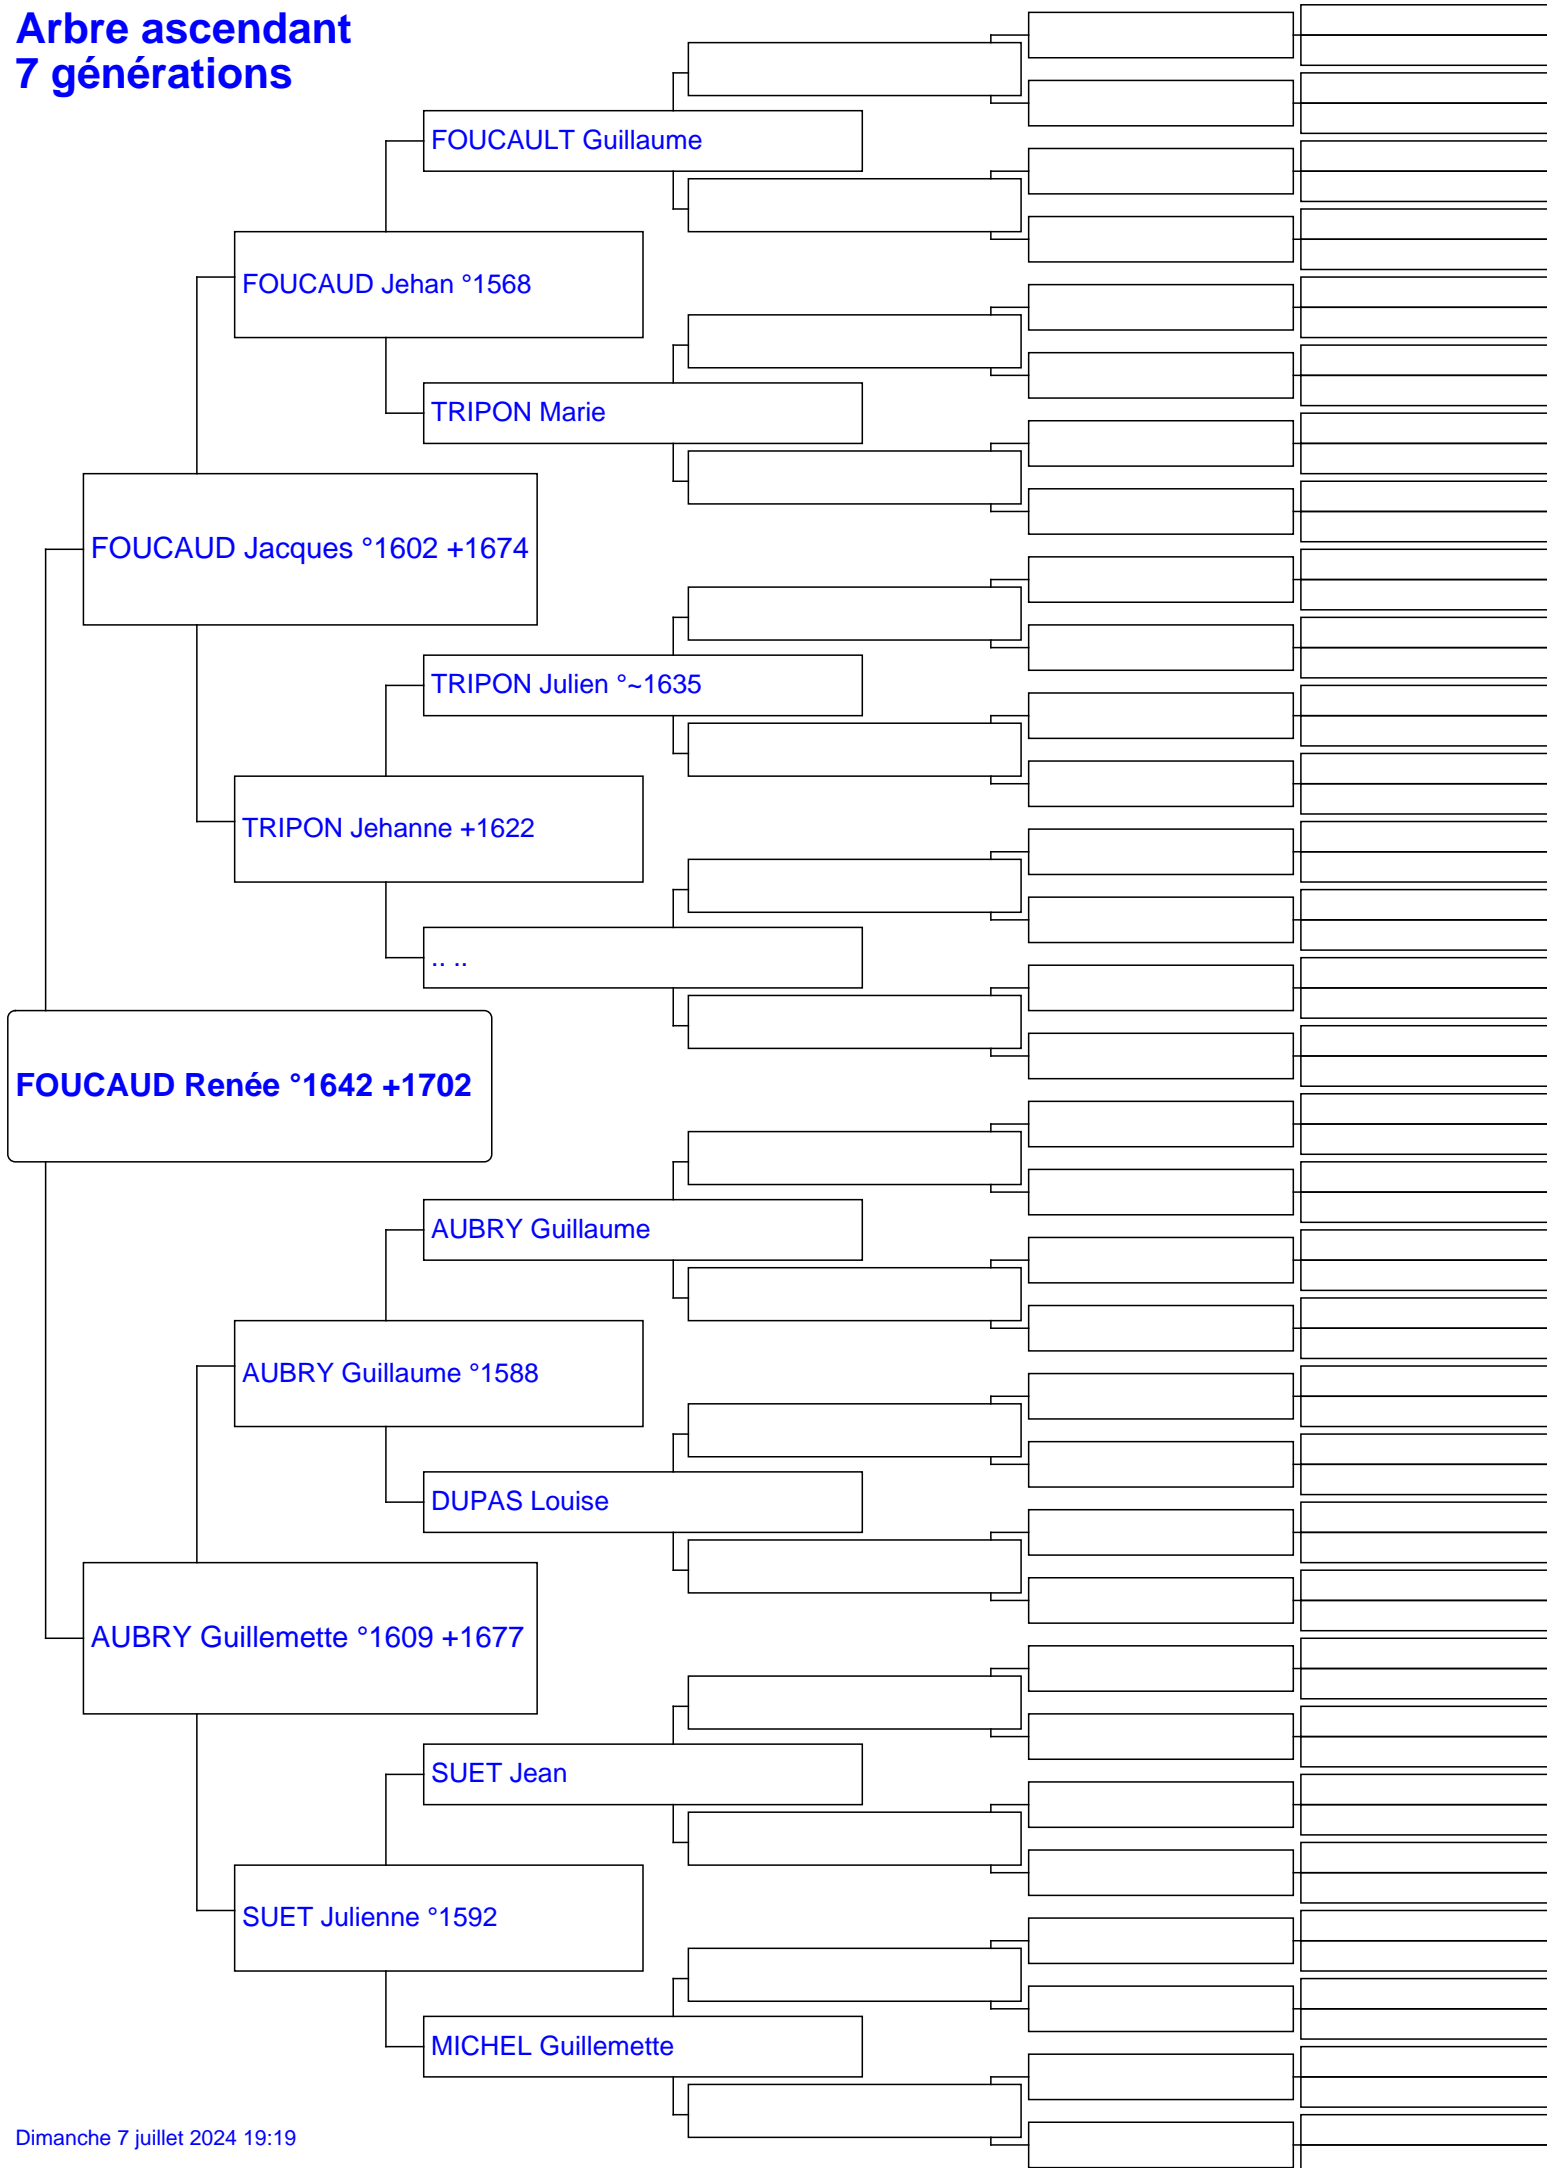 Arbre ascendant
7 générations
FOUCAULT Guillaume
FOUCAUD Jehan °1568
TRIPON Marie
FOUCAUD Jacques °1602 +1674
TRIPON Julien °~1635
TRIPON Jehanne +1622
.. ..
FOUCAUD Renée °1642 +1702
AUBRY Guillaume
AUBRY Guillaume °1588
DUPAS Louise
AUBRY Guillemette °1609 +1677
SUET Jean
SUET Julienne °1592
MICHEL Guillemette
Dimanche 7 juillet 2024 19:19